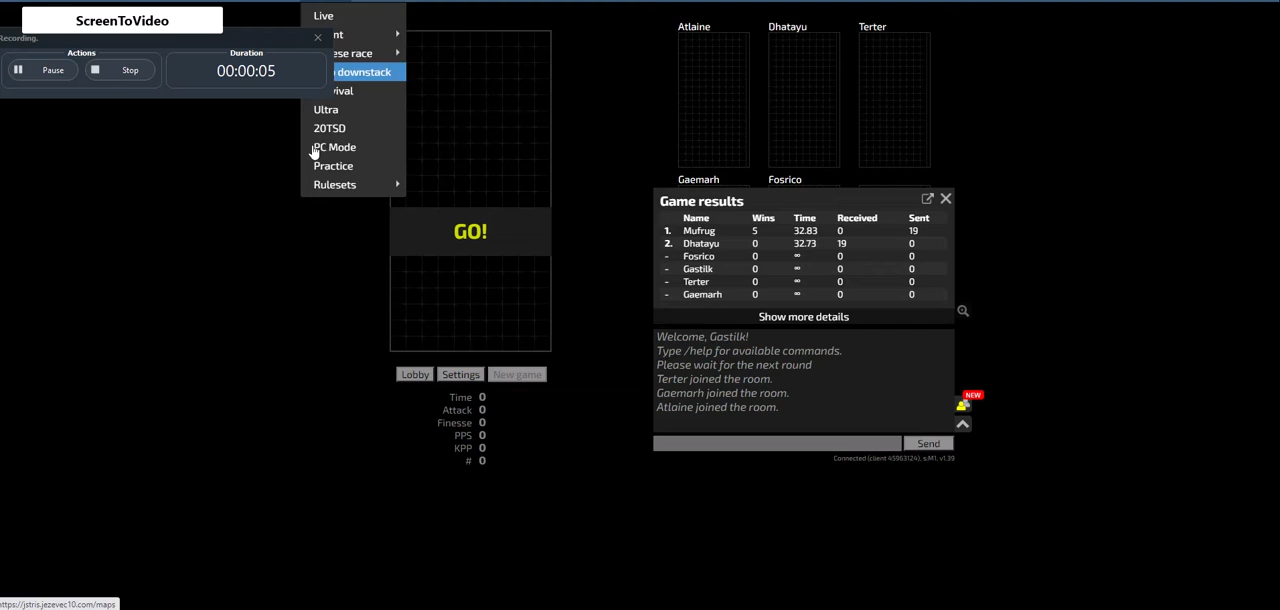 ScreenToVideo
Recording.
Actions
Duration
Pause
Stop
00:00:05
Live
nt
ese race
downstack
vival
Ultra
20TSD
PC Mode
Practice
Rulesets
GO!
Lobby
Settings
New game
Time 0
Attack 0
Finesse 0
PPS 0
KPP 0
# 0
Atlaine
Dhatayu
Terter
Gaemarh
Fosrico
Game results
Name Wins Time Received Sent
1. Mufrug 5 32.83 0 19
2. Dhatayu 0 32.73 19 0
- Fosrico 0 ∞ 0 0
- Gastilk 0 ∞ 0 0
- Terter 0 ∞ 0 0
- Gaemarh 0 ∞ 0 0
Show more details
Welcome, Gastilk!
Type /help for available commands.
Please wait for the next round
Terter joined the room.
Gaemarh joined the room.
Atlaine joined the room.
NEW
Send
Connected (client 45963124), s.M1, v1.39
https://jstris.jezevec10.com/maps